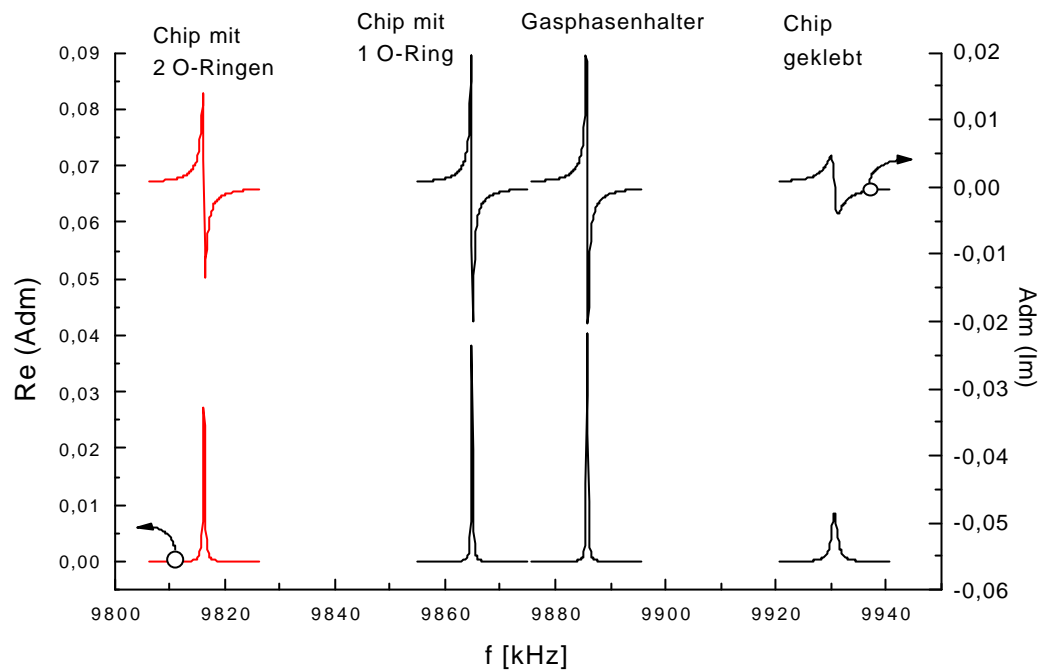 Chip mit
2 O-Ringen
Chip mit
1 O-Ring
Gasphasenhalter
Chip
geklebt
0,09
0,08
0,07
0,06
0,05
0,04
0,03
0,02
0,01
0,00
Re (Adm)
0,02
0,01
0,00
-0,01
-0,02
-0,03
-0,04
-0,05
-0,06
Adm (Im)
9800
9820
9840
9860
9880
9900
9920
9940
f [kHz]